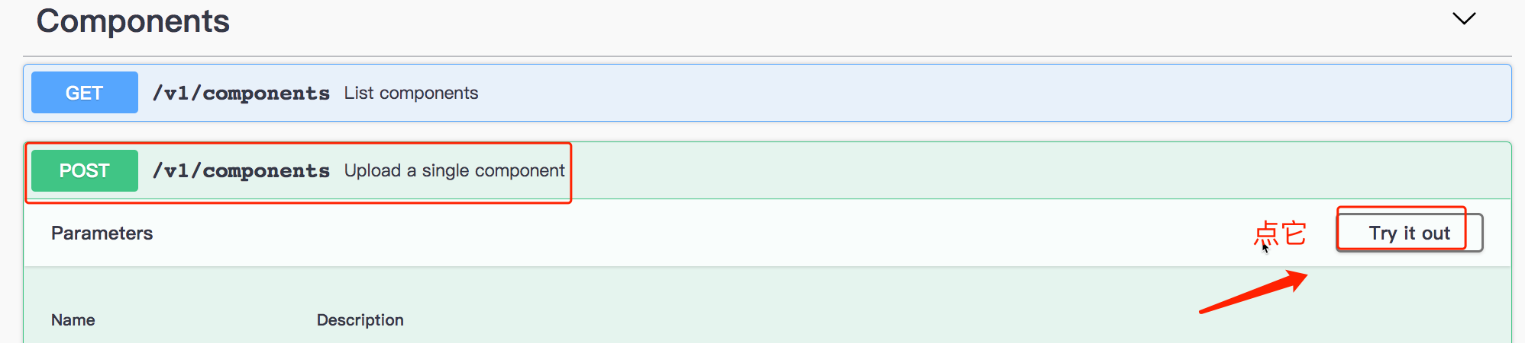 Components
GET /v1/components List components
POST /v1/components Upload a single component
Parameters 点它 Try it out
Name Description